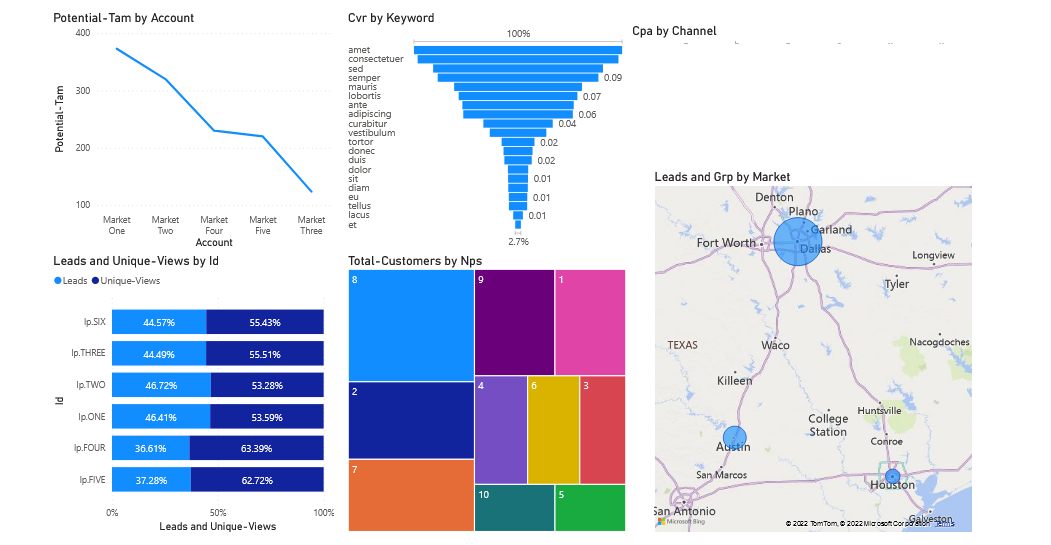 Potential-Tam by Account
400
300
200
100
Potential-Tam
Market One
Market Two
Market Four
Market Five
Market Three
Account
Cvr by Keyword
100%
amet
consectetuer
sed
semper 0.09
mauris
lobortis 0.07
ante
adipiscing 0.06
curabitur 0.04
vestibulum
tortor 0.02
donec
duis 0.02
dolor
sit 0.01
diam
eu 0.01
tellus
lacus 0.01
et
2.7%
Cpa by Channel
Leads and Unique-Views by Id
Leads Unique-Views
Id
lp.SIX 44.57% 55.43%
lp.THREE 44.49% 55.51%
lp.TWO 46.72% 53.28%
lp.ONE 46.41% 53.59%
lp.FOUR 36.61% 63.39%
lp.FIVE 37.28% 62.72%
0% 50% 100%
Leads and Unique-Views
Total-Customers by Nps
8
9
1
2
4
6
3
7
10
5
Leads and Grp by Market
Denton
Plano
Garland
Fort Worth
Dallas
Longview
Tyler
TEXAS
Waco
Nacogdoches
Killeen
College Station
Huntsville
Conroe
Austin
San Marcos
Houston
San Antonio
Galveston
Microsoft Bing
© 2022 TomTom, © 2022 Microsoft Corporation Terms